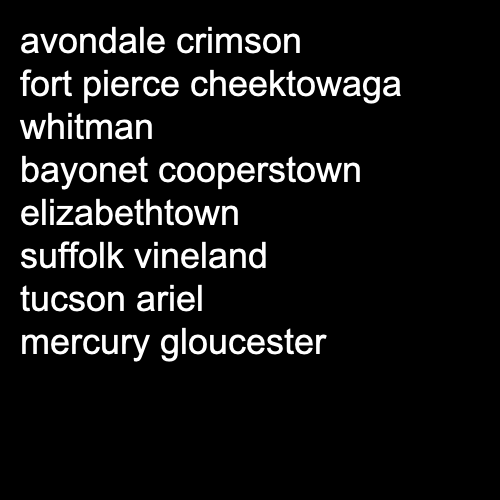 avondale crimson
fort pierce cheektowaga
whitman
bayonet cooperstown
elizabethtown
suffolk vineland
tucson ariel
mercury gloucester